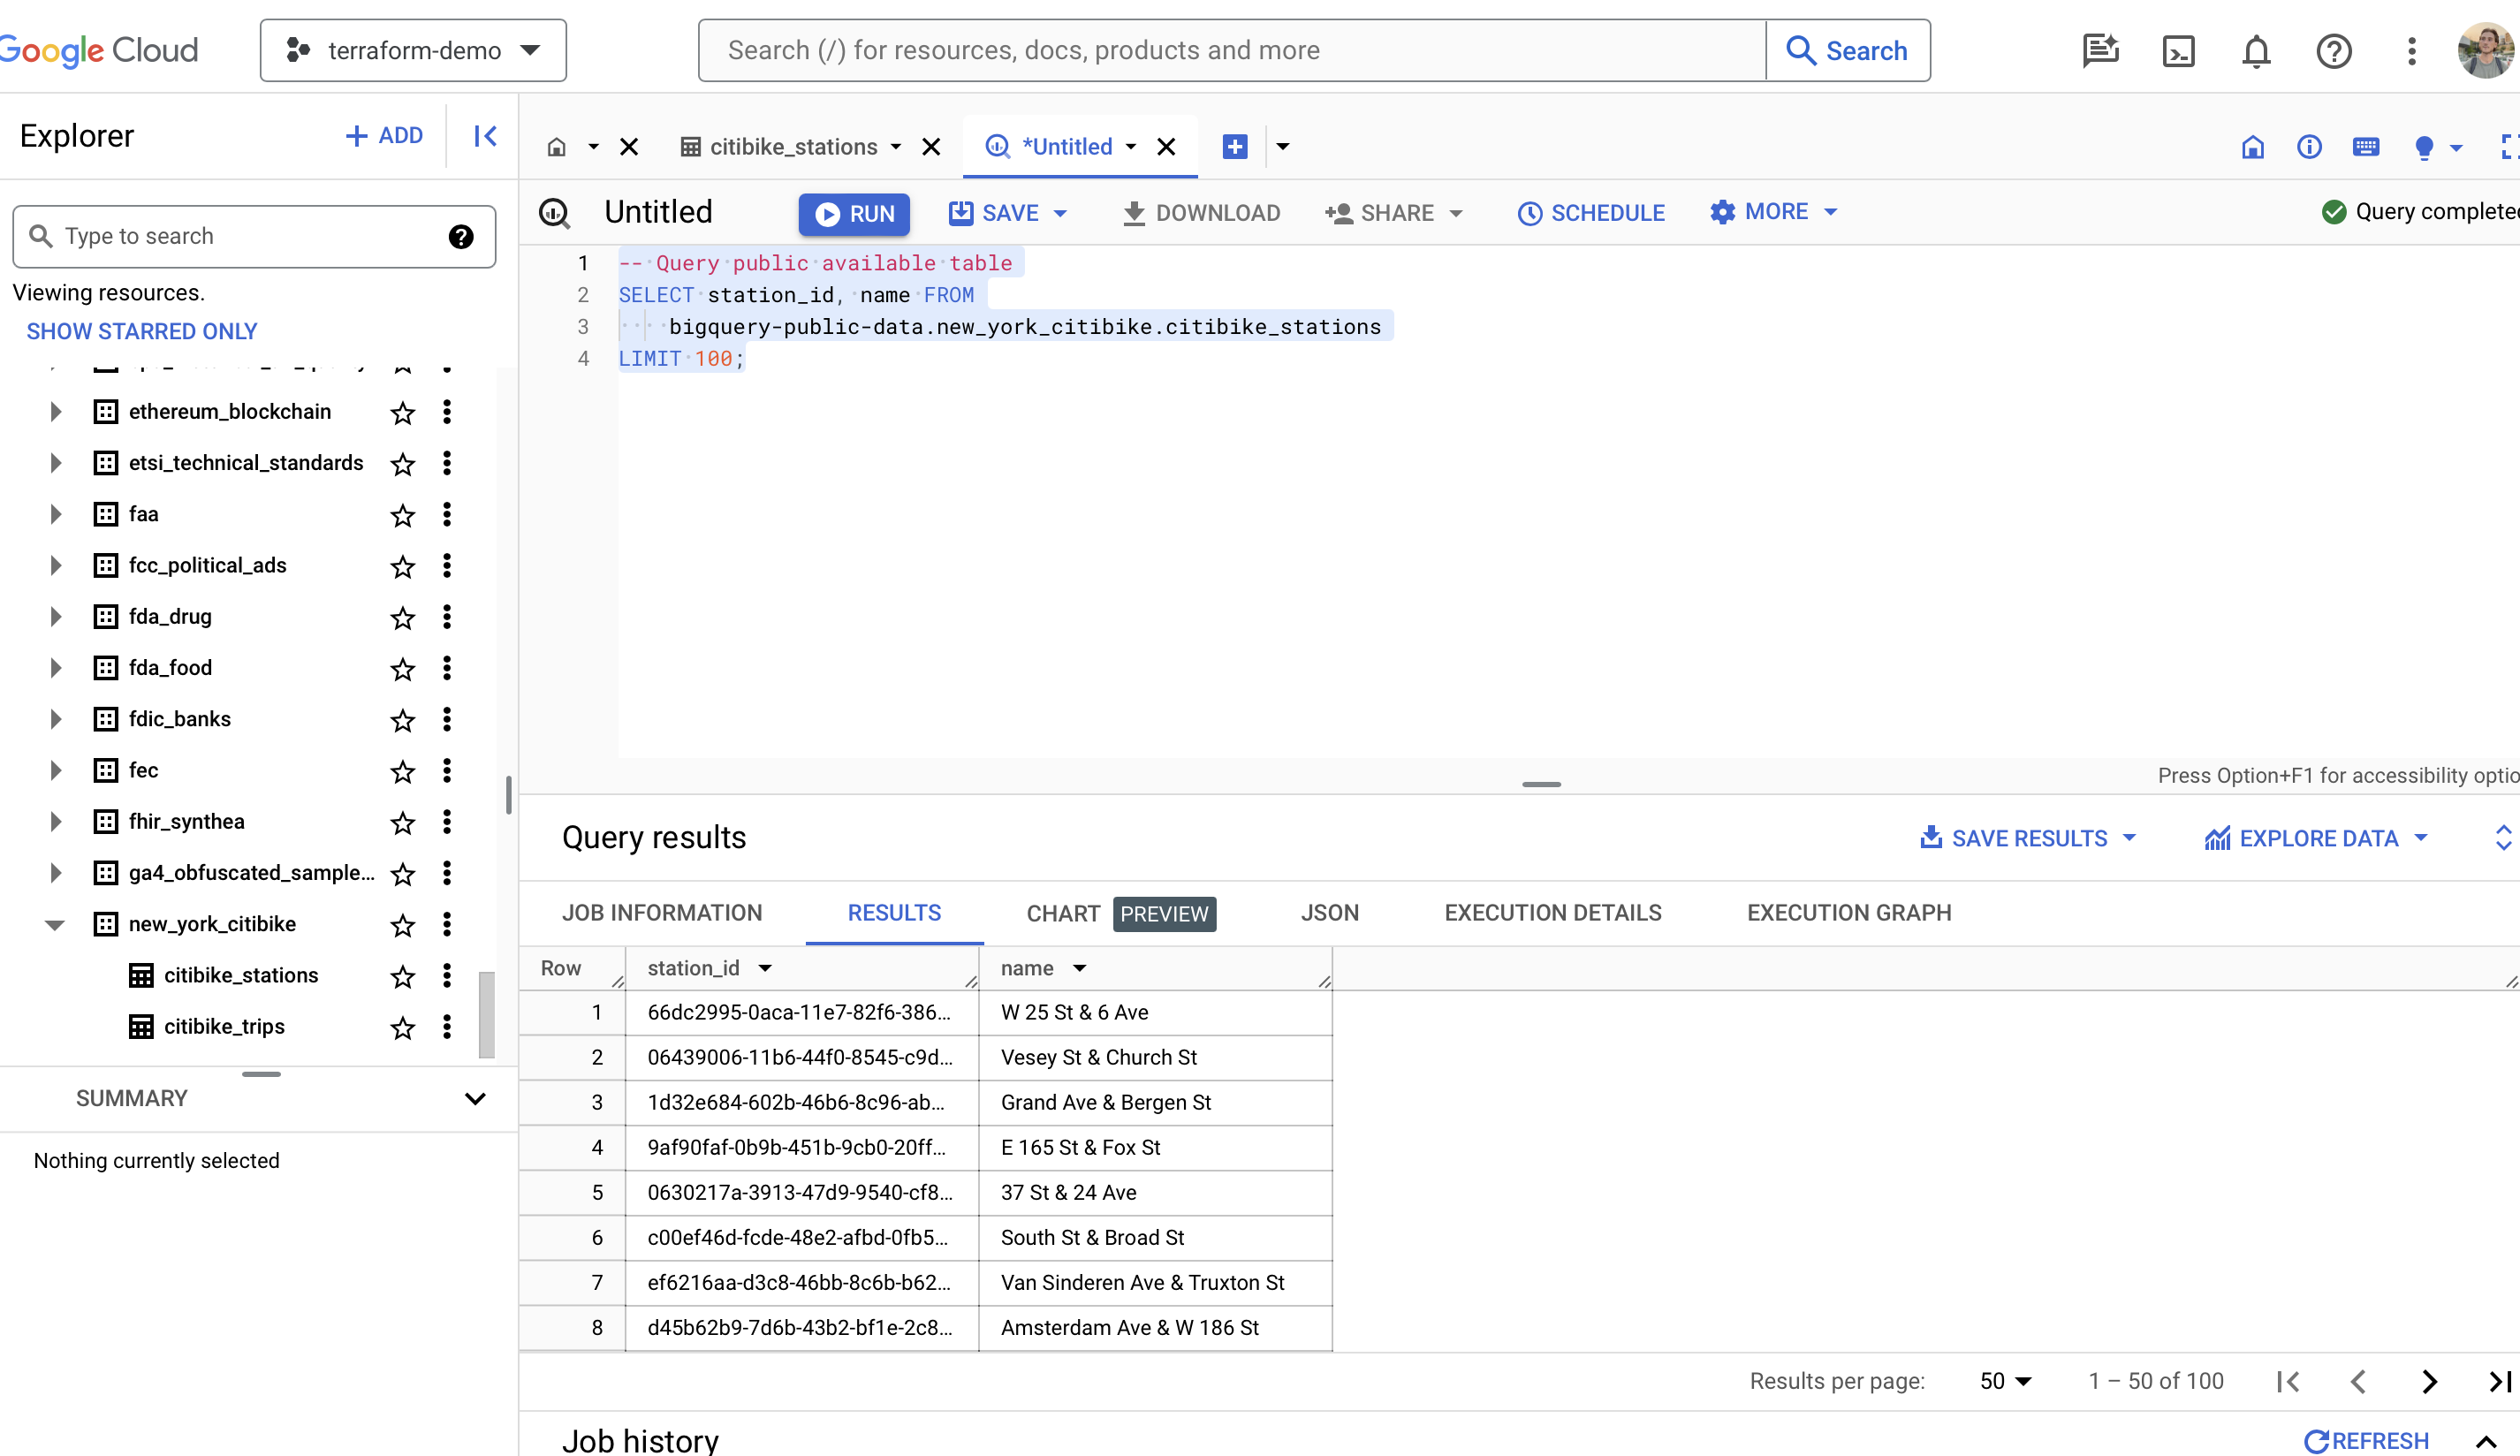 Google Cloud
terraform-demo
Search (/) for resources, docs, products and more
Search
Explorer
ADD
Type to search
Viewing resources.
SHOW STARRED ONLY
ethereum_blockchain
etsi_technical_standards
faa
fcc_political_ads
fda_drug
fda_food
fdic_banks
fec
fhir_synthea
ga4_obfuscated_sample...
new_york_citibike
citibike_stations
citibike_trips
SUMMARY
Nothing currently selected
citibike_stations
*Untitled
Untitled
RUN
SAVE
DOWNLOAD
SHARE
SCHEDULE
MORE
Query
1 -- Query public available table
2 SELECT station_id, name FROM
3 bigquery-public-data.new_york_citibike.citibike_stations
4 LIMIT 100;
Press Option+F1 for accessibility
Query results
SAVE RESULTS
EXPLORE DATA
JOB INFORMATION RESULTS CHART PREVIEW JSON EXECUTION DETAILS EXECUTION GRAPH
Row station_id name
1 66dc2995-0aca-11e7-82f6-386... W 25 St & 6 Ave
2 06439006-11b6-44f0-8545-c9d... Vesey St & Church St
3 1d32e684-602b-46b6-8c96-ab... Grand Ave & Bergen St
4 9af90faf-0b9b-451b-9cb0-20ff... E 165 St & Fox St
5 0630217a-3913-47d9-9540-cf8... 37 St & 24 Ave
6 c00ef46d-fcde-48e2-afbd-0fb5... South St & Broad St
7 ef6216aa-d3c8-46bb-8c6b-b62... Van Sinderen Ave & Truxton St
8 d45b62b9-7d6b-43b2-bf1e-2c8... Amsterdam Ave & W 186 St
Results per page: 50 1 – 50 of 100
Job history
REFRESH